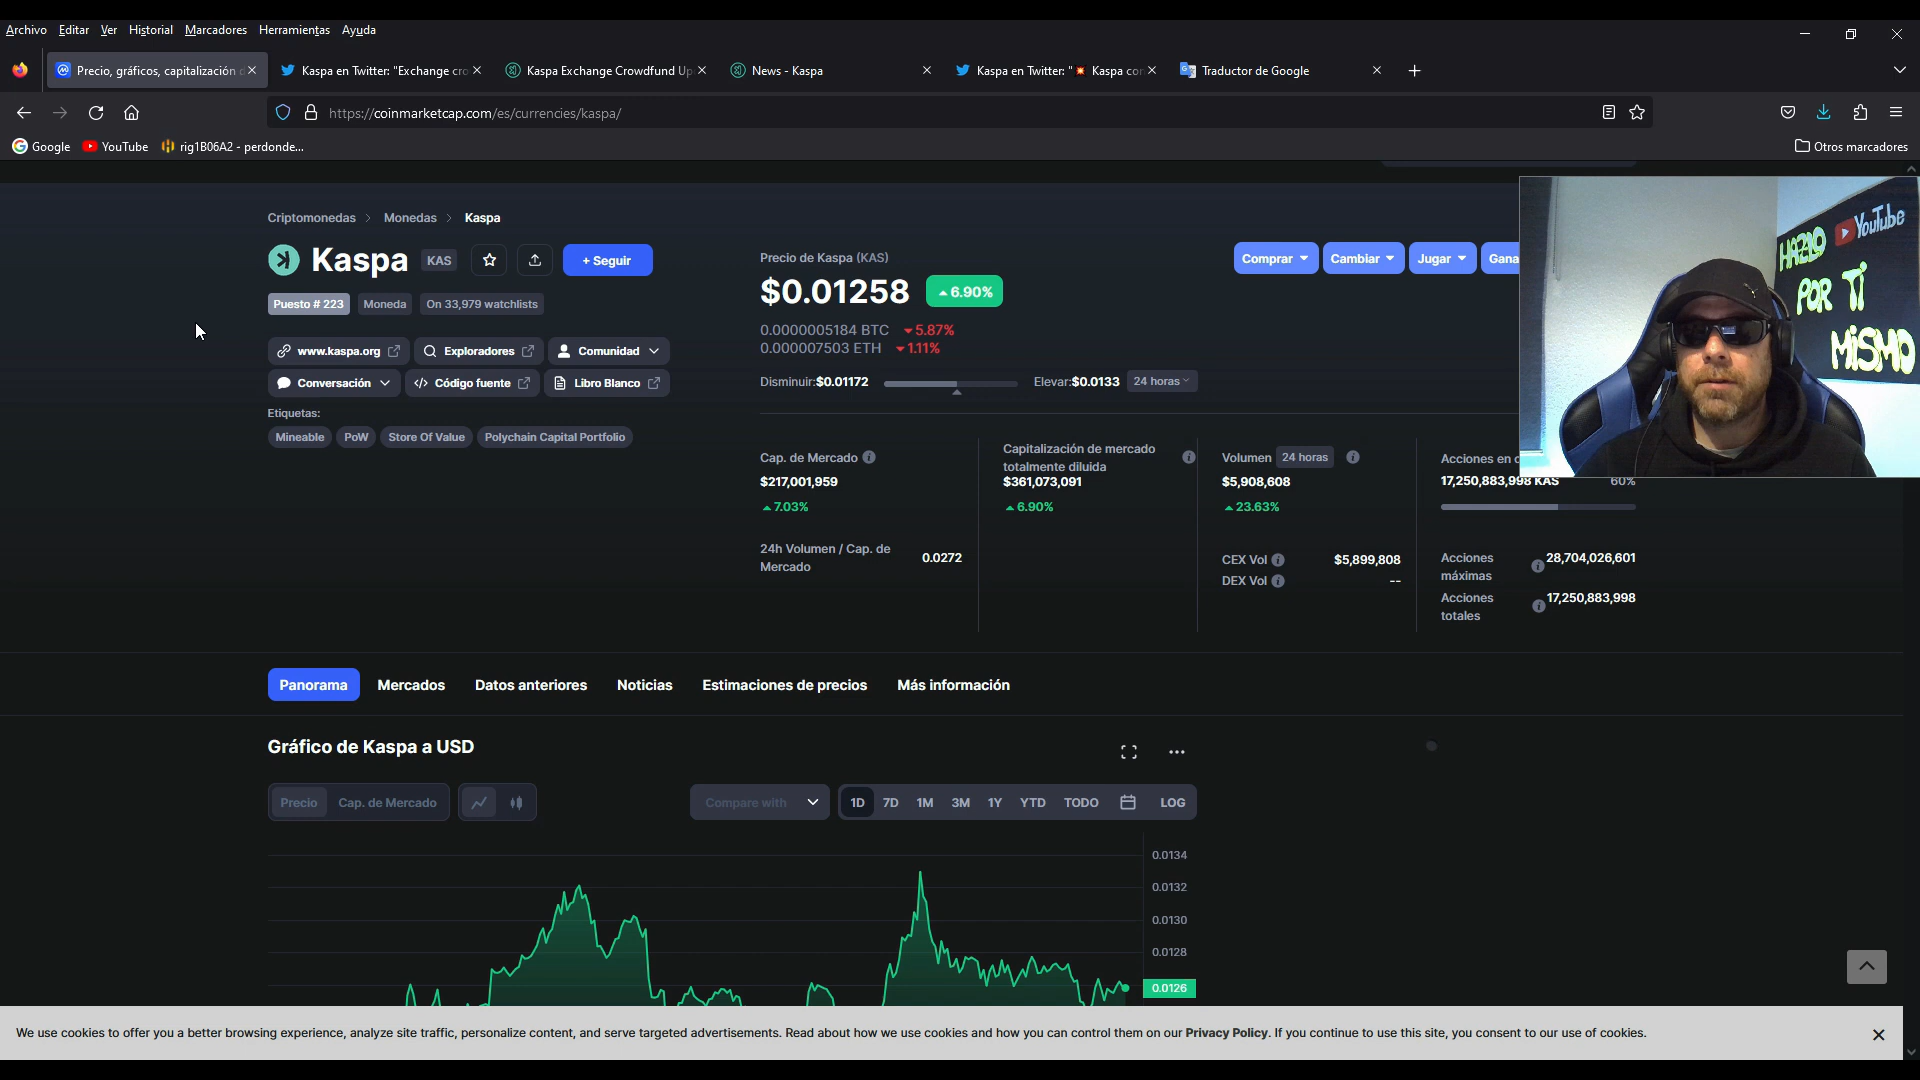 Archivo Editar Ver Historial Marcadores Herramientas Ayuda
Precio, gráficos, capitalización d
Kaspa en Twitter: "Exchange cro
Kaspa Exchange Crowdfund Up
News - Kaspa
Kaspa en Twitter: "💥 Kaspa con
Traductor de Google
https://coinmarketcap.com/es/currencies/kaspa/
Google YouTube rig1B06A2 - perdonde...
Otros marcadores
Criptomonedas > Monedas > Kaspa
Kaspa KAS
+ Seguir
Puesto # 223 Moneda On 33,979 watchlists
www.kaspa.org Exploradores Comunidad
Conversación Código fuente Libro Blanco
Etiquetas:
Mineable PoW Store Of Value Polychain Capital Portfolio
Precio de Kaspa (KAS)
$0.01258 6.90%
0.0000005184 BTC 5.87%
0.000007503 ETH 1.11%
Disminuir:$0.01172 Elevar:$0.0133 24 horas
Comprar Cambiar Jugar Gana
YouTube
HAZLO
POR TÍ
MISMO
Cap. de Mercado
$217,001,959
7.03%
24h Volumen / Cap. de
Mercado
0.0272
Capitalización de mercado
totalmente diluida
$361,073,091
6.90%
Volumen 24 horas
$5,908,608
23.63%
CEX Vol $5,899,808
DEX Vol --
Acciones en c
17,250,883,998 KAS 60%
Acciones
máximas
28,704,026,601
Acciones
totales
17,250,883,998
Panorama Mercados Datos anteriores Noticias Estimaciones de precios Más información
Gráfico de Kaspa a USD
Precio Cap. de Mercado
Compare with
1D 7D 1M 3M 1Y YTD TODO LOG
0.0134
0.0132
0.0130
0.0128
0.0126
We use cookies to offer you a better browsing experience, analyze site traffic, personalize content, and serve targeted advertisements. Read about how we use cookies and how you can control them on our Privacy Policy. If you continue to use this site, you consent to our use of cookies.